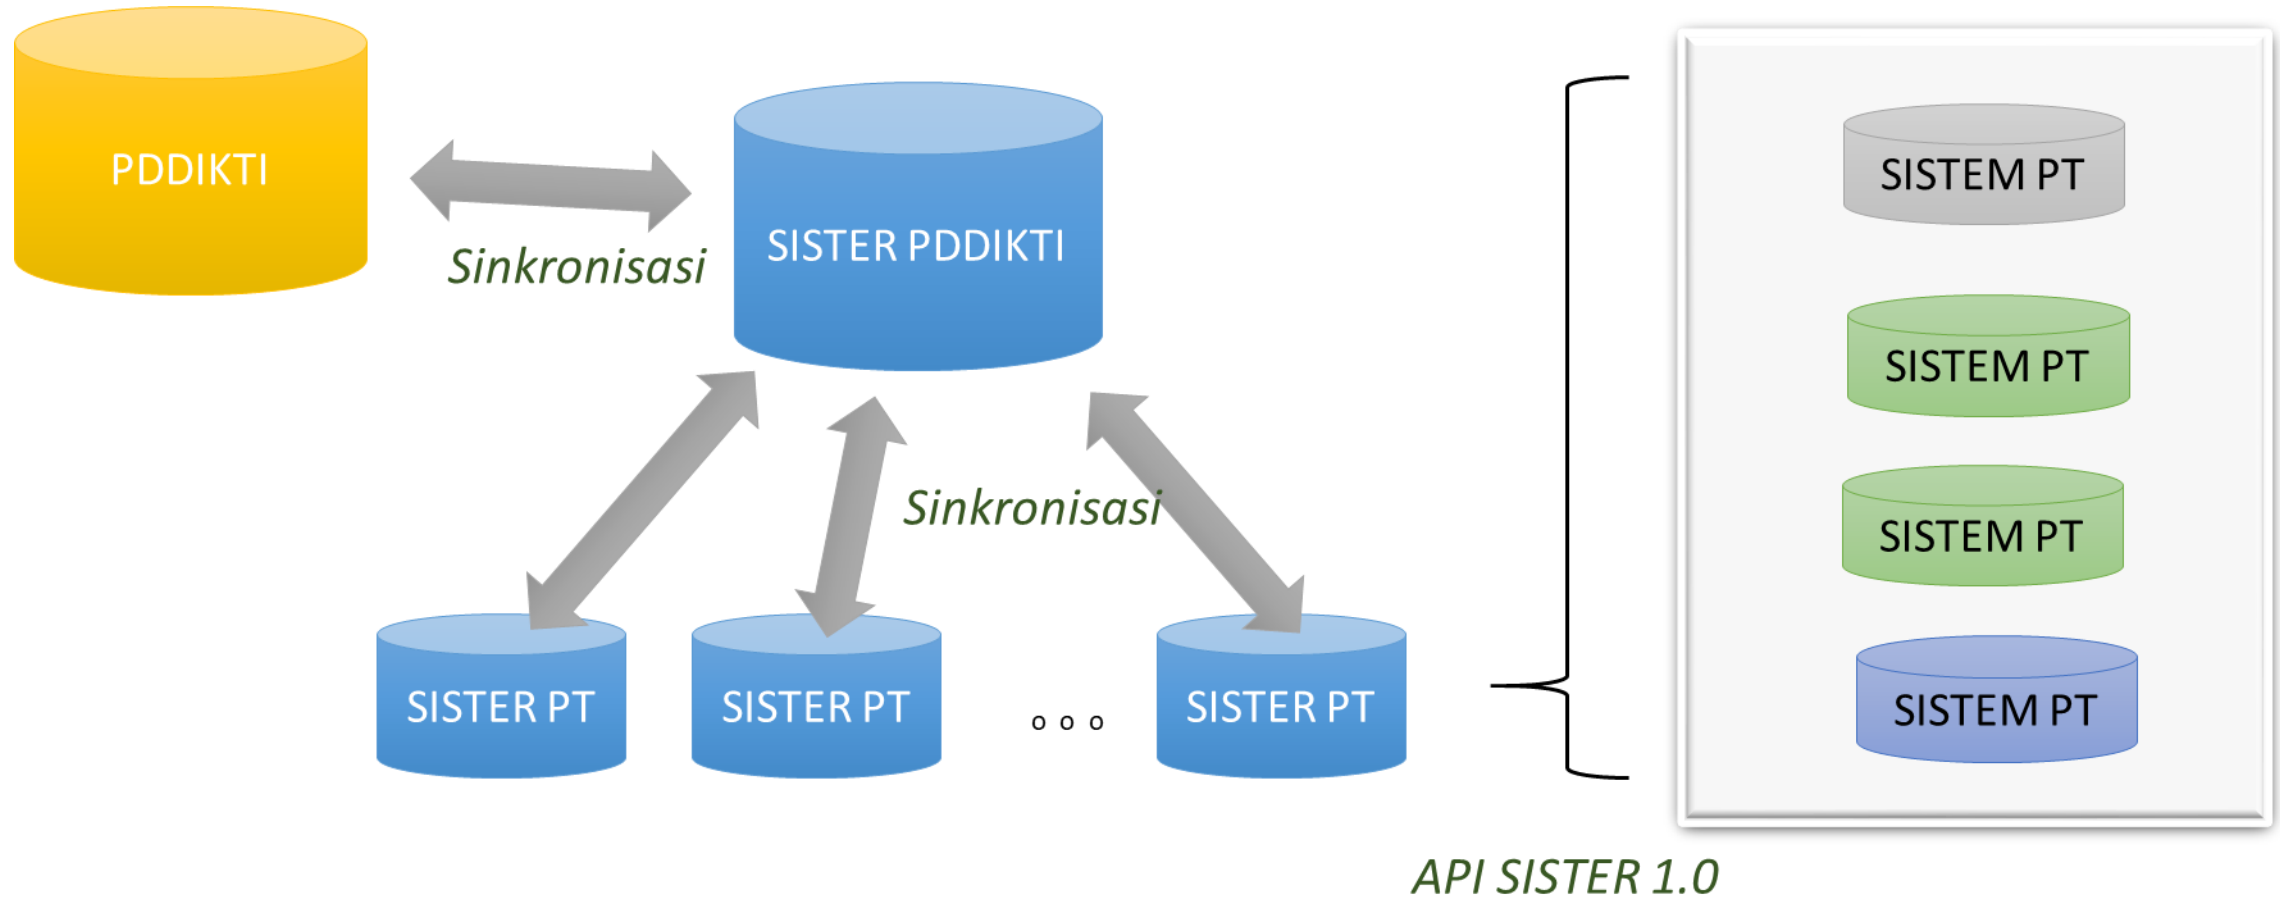 PDDIKTI
Sinkronisasi
SISTER PDDIKTI
Sinkronisasi
SISTER PT
SISTER PT
SISTER PT
SISTEM PT
SISTEM PT
SISTEM PT
SISTEM PT
API SISTER 1.0